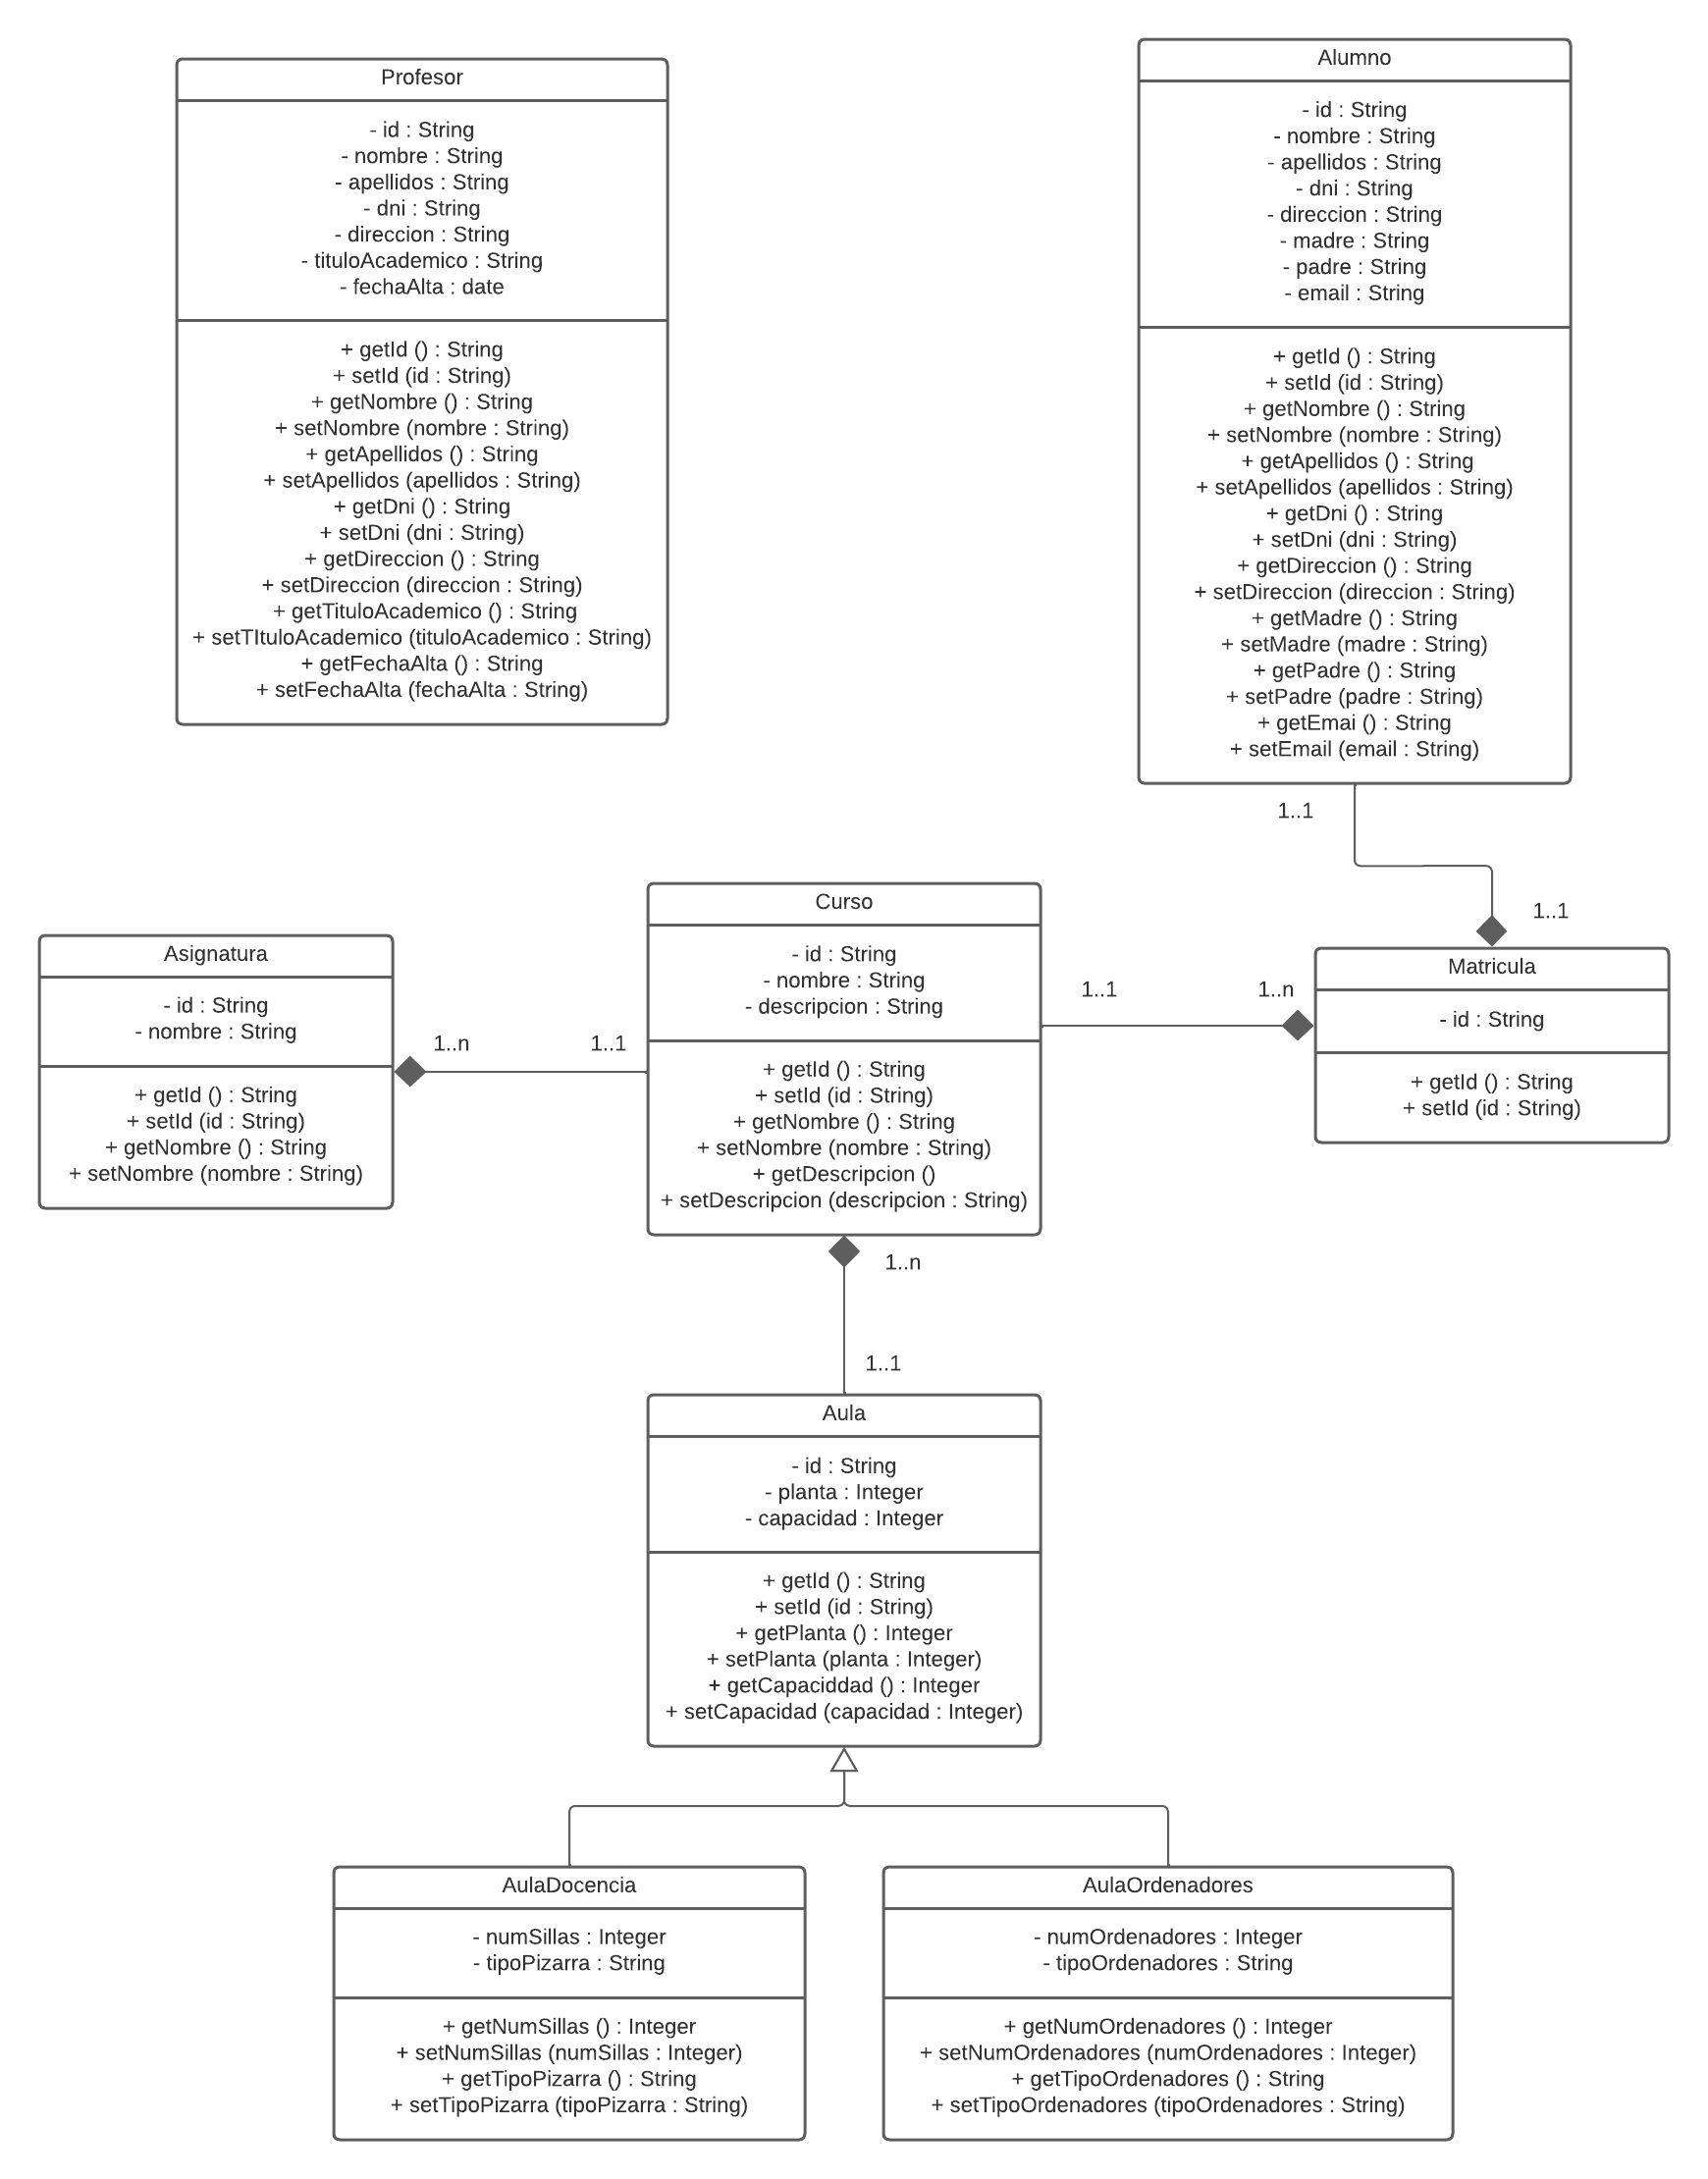 Profesor
- id : String
- nombre : String
- apellidos : String
- dni : String
- direccion : String
- tituloAcademico : String
- fechaAlta : date
+ getId () : String
+ setId (id : String)
+ getNombre () : String
+ setNombre (nombre : String)
+ getApellidos () : String
+ setApellidos (apellidos : String)
+ getDni () : String
+ setDni (dni : String)
+ getDireccion () : String
+ setDireccion (direccion : String)
+ getTituloAcademico () : String
+ setTItuloAcademico (tituloAcademico : String)
+ getFechaAlta () : String
+ setFechaAlta (fechaAlta : String)
Alumno
- id : String
- nombre : String
- apellidos : String
- dni : String
- direccion : String
- madre : String
- padre : String
- email : String
+ getId () : String
+ setId (id : String)
+ getNombre () : String
+ setNombre (nombre : String)
+ getApellidos () : String
+ setApellidos (apellidos : String)
+ getDni () : String
+ setDni (dni : String)
+ getDireccion () : String
+ setDireccion (direccion : String)
+ getMadre () : String
+ setMadre (madre : String)
+ getPadre () : String
+ setPadre (padre : String)
+ getEmai () : String
+ setEmail (email : String)
1..1
1..1
Asignatura
- id : String
- nombre : String
+ getId () : String
+ setId (id : String)
+ getNombre () : String
+ setNombre (nombre : String)
1..n
1..1
Curso
- id : String
- nombre : String
- descripcion : String
+ getId () : String
+ setId (id : String)
+ getNombre () : String
+ setNombre (nombre : String)
+ getDescripcion ()
+ setDescripcion (descripcion : String)
1..1
1..n
Matricula
- id : String
+ getId () : String
+ setId (id : String)
1..n
1..1
Aula
- id : String
- planta : Integer
- capacidad : Integer
+ getId () : String
+ setId (id : String)
+ getPlanta () : Integer
+ setPlanta (planta : Integer)
+ getCapaciddad () : Integer
+ setCapacidad (capacidad : Integer)
AulaDocencia
- numSillas : Integer
- tipoPizarra : String
+ getNumSillas () : Integer
+ setNumSillas (numSillas : Integer)
+ getTipoPizarra () : String
+ setTipoPizarra (tipoPizarra : String)
AulaOrdenadores
- numOrdenadores : Integer
- tipoOrdenadores : String
+ getNumOrdenadores () : Integer
+ setNumOrdenadores (numOrdenadores : Integer)
+ getTipoOrdenadores () : String
+ setTipoOrdenadores (tipoOrdenadores : String)